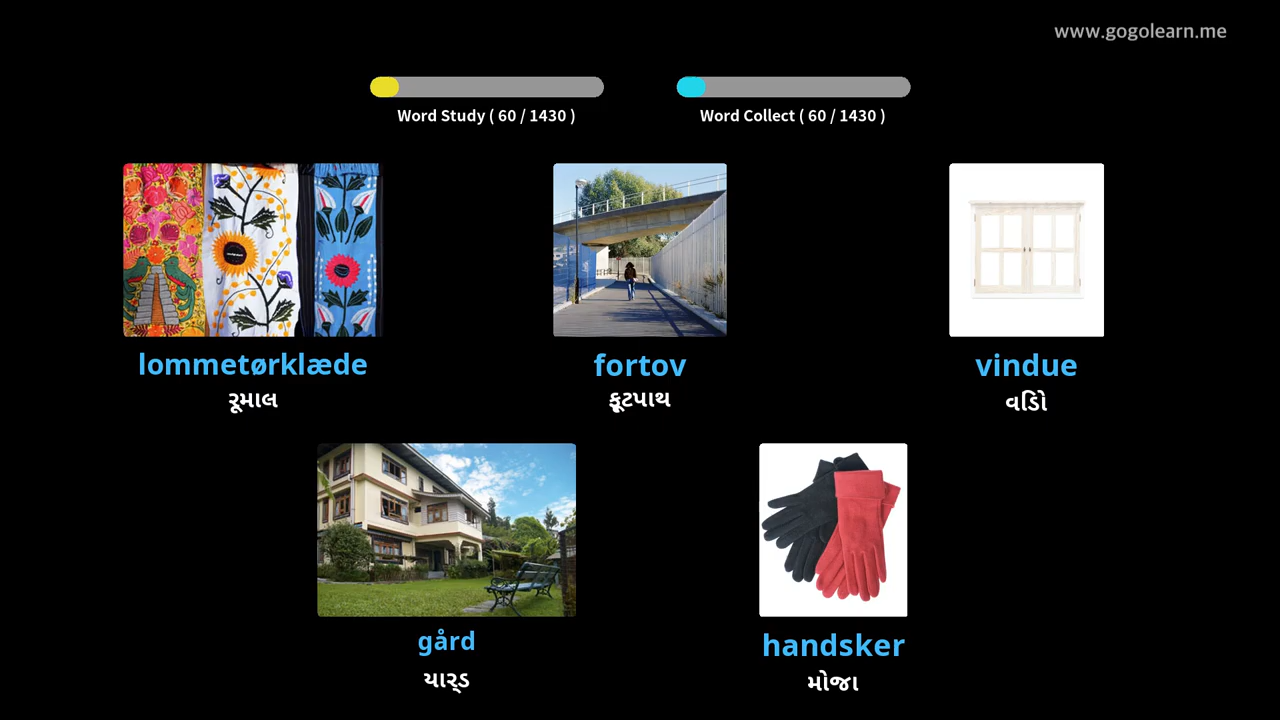 www.gogolearn.me
Word Study ( 60 / 1430 )
Word Collect ( 60 / 1430 )
lommetørklæde
રૂમાલ
fortov
ફૂટપાથ
vindue
વિંડો
gård
યાર્ડ
handsker
મોજા